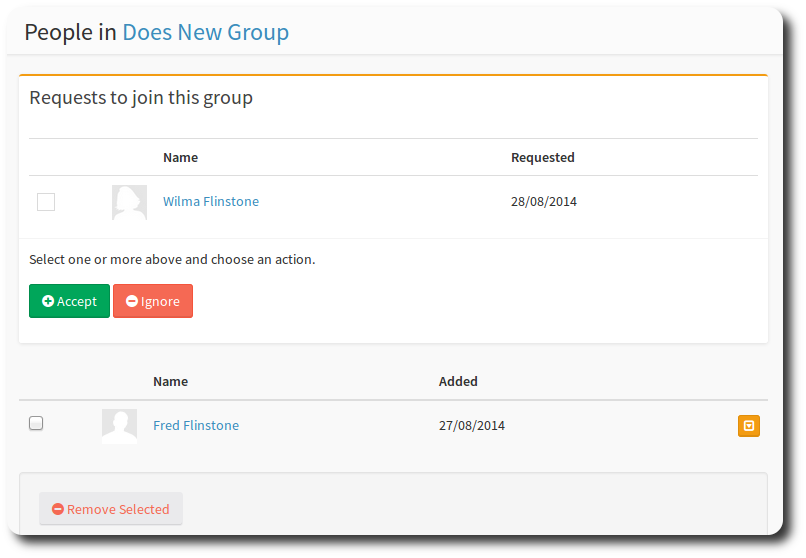 People in Does New Group
Requests to join this group
Name Requested
Wilma Flinstone 28/08/2014
Select one or more above and choose an action.
Accept Ignore
Name Added
Fred Flinstone 27/08/2014
Remove Selected